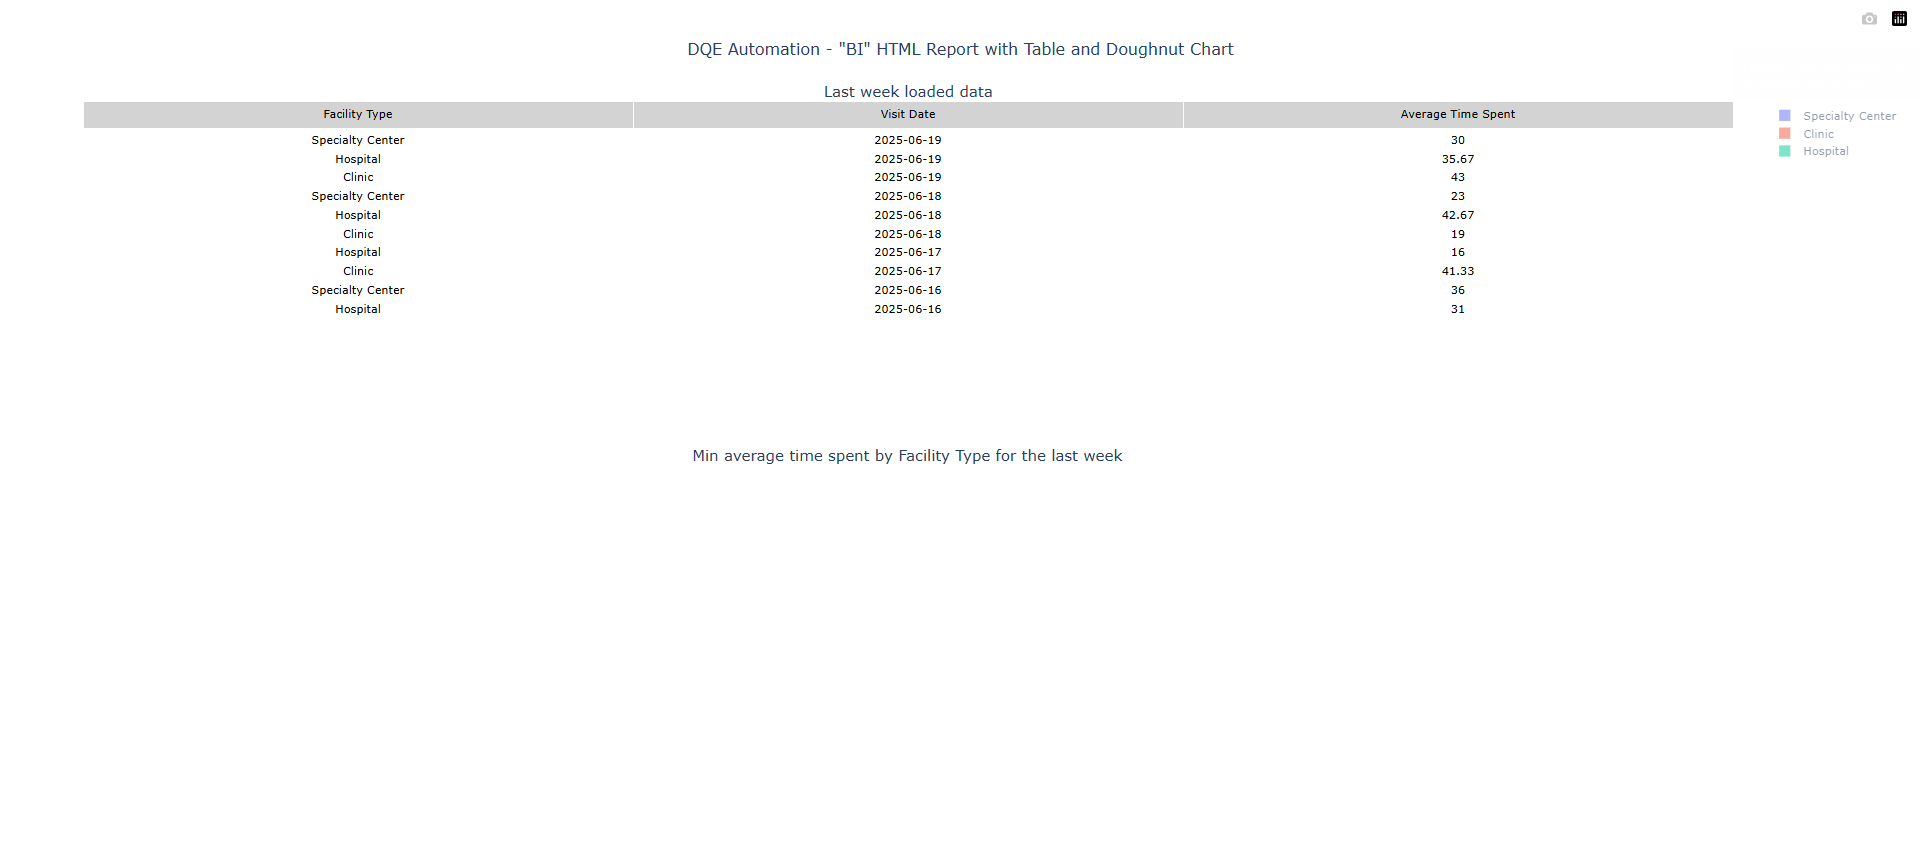 DQE Automation - "BI" HTML Report with Table and Doughnut Chart
Last week loaded data
Facility Type Visit Date Average Time Spent
Specialty Center 2025-06-19 30
Hospital 2025-06-19 35.67
Clinic 2025-06-19 43
Specialty Center 2025-06-18 23
Hospital 2025-06-18 42.67
Clinic 2025-06-18 19
Hospital 2025-06-17 16
Clinic 2025-06-17 41.33
Specialty Center 2025-06-16 36
Hospital 2025-06-16 31
Specialty Center
Clinic
Hospital
Min average time spent by Facility Type for the last week